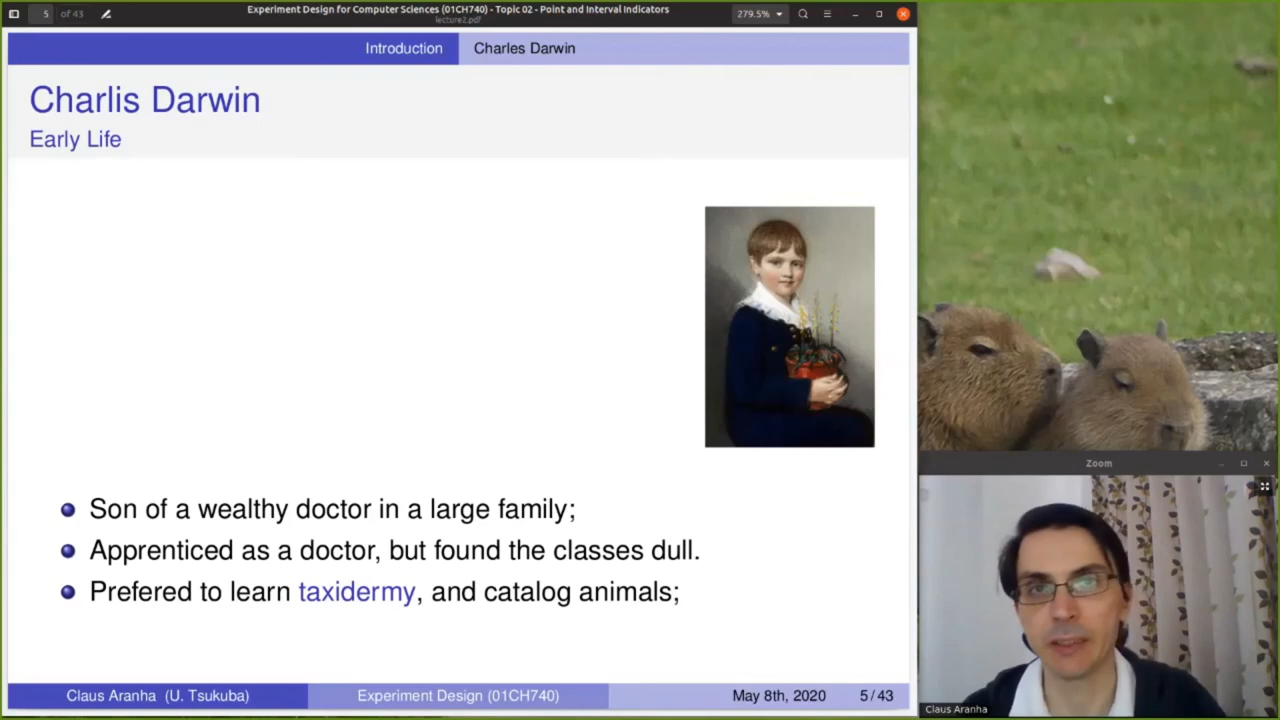 5 of 43
Experiment Design for Computer Sciences (01CH740) - Topic 02 - Point and Interval Indicators
lecture2.pdf
279.5%
Introduction
Charles Darwin
Charlis Darwin
Early Life
Son of a wealthy doctor in a large family;
Apprenticed as a doctor, but found the classes dull.
Prefered to learn taxidermy, and catalog animals;
Claus Aranha (U. Tsukuba)
Experiment Design (01CH740)
May 8th, 2020
5 / 43
Zoom
Claus Aranha